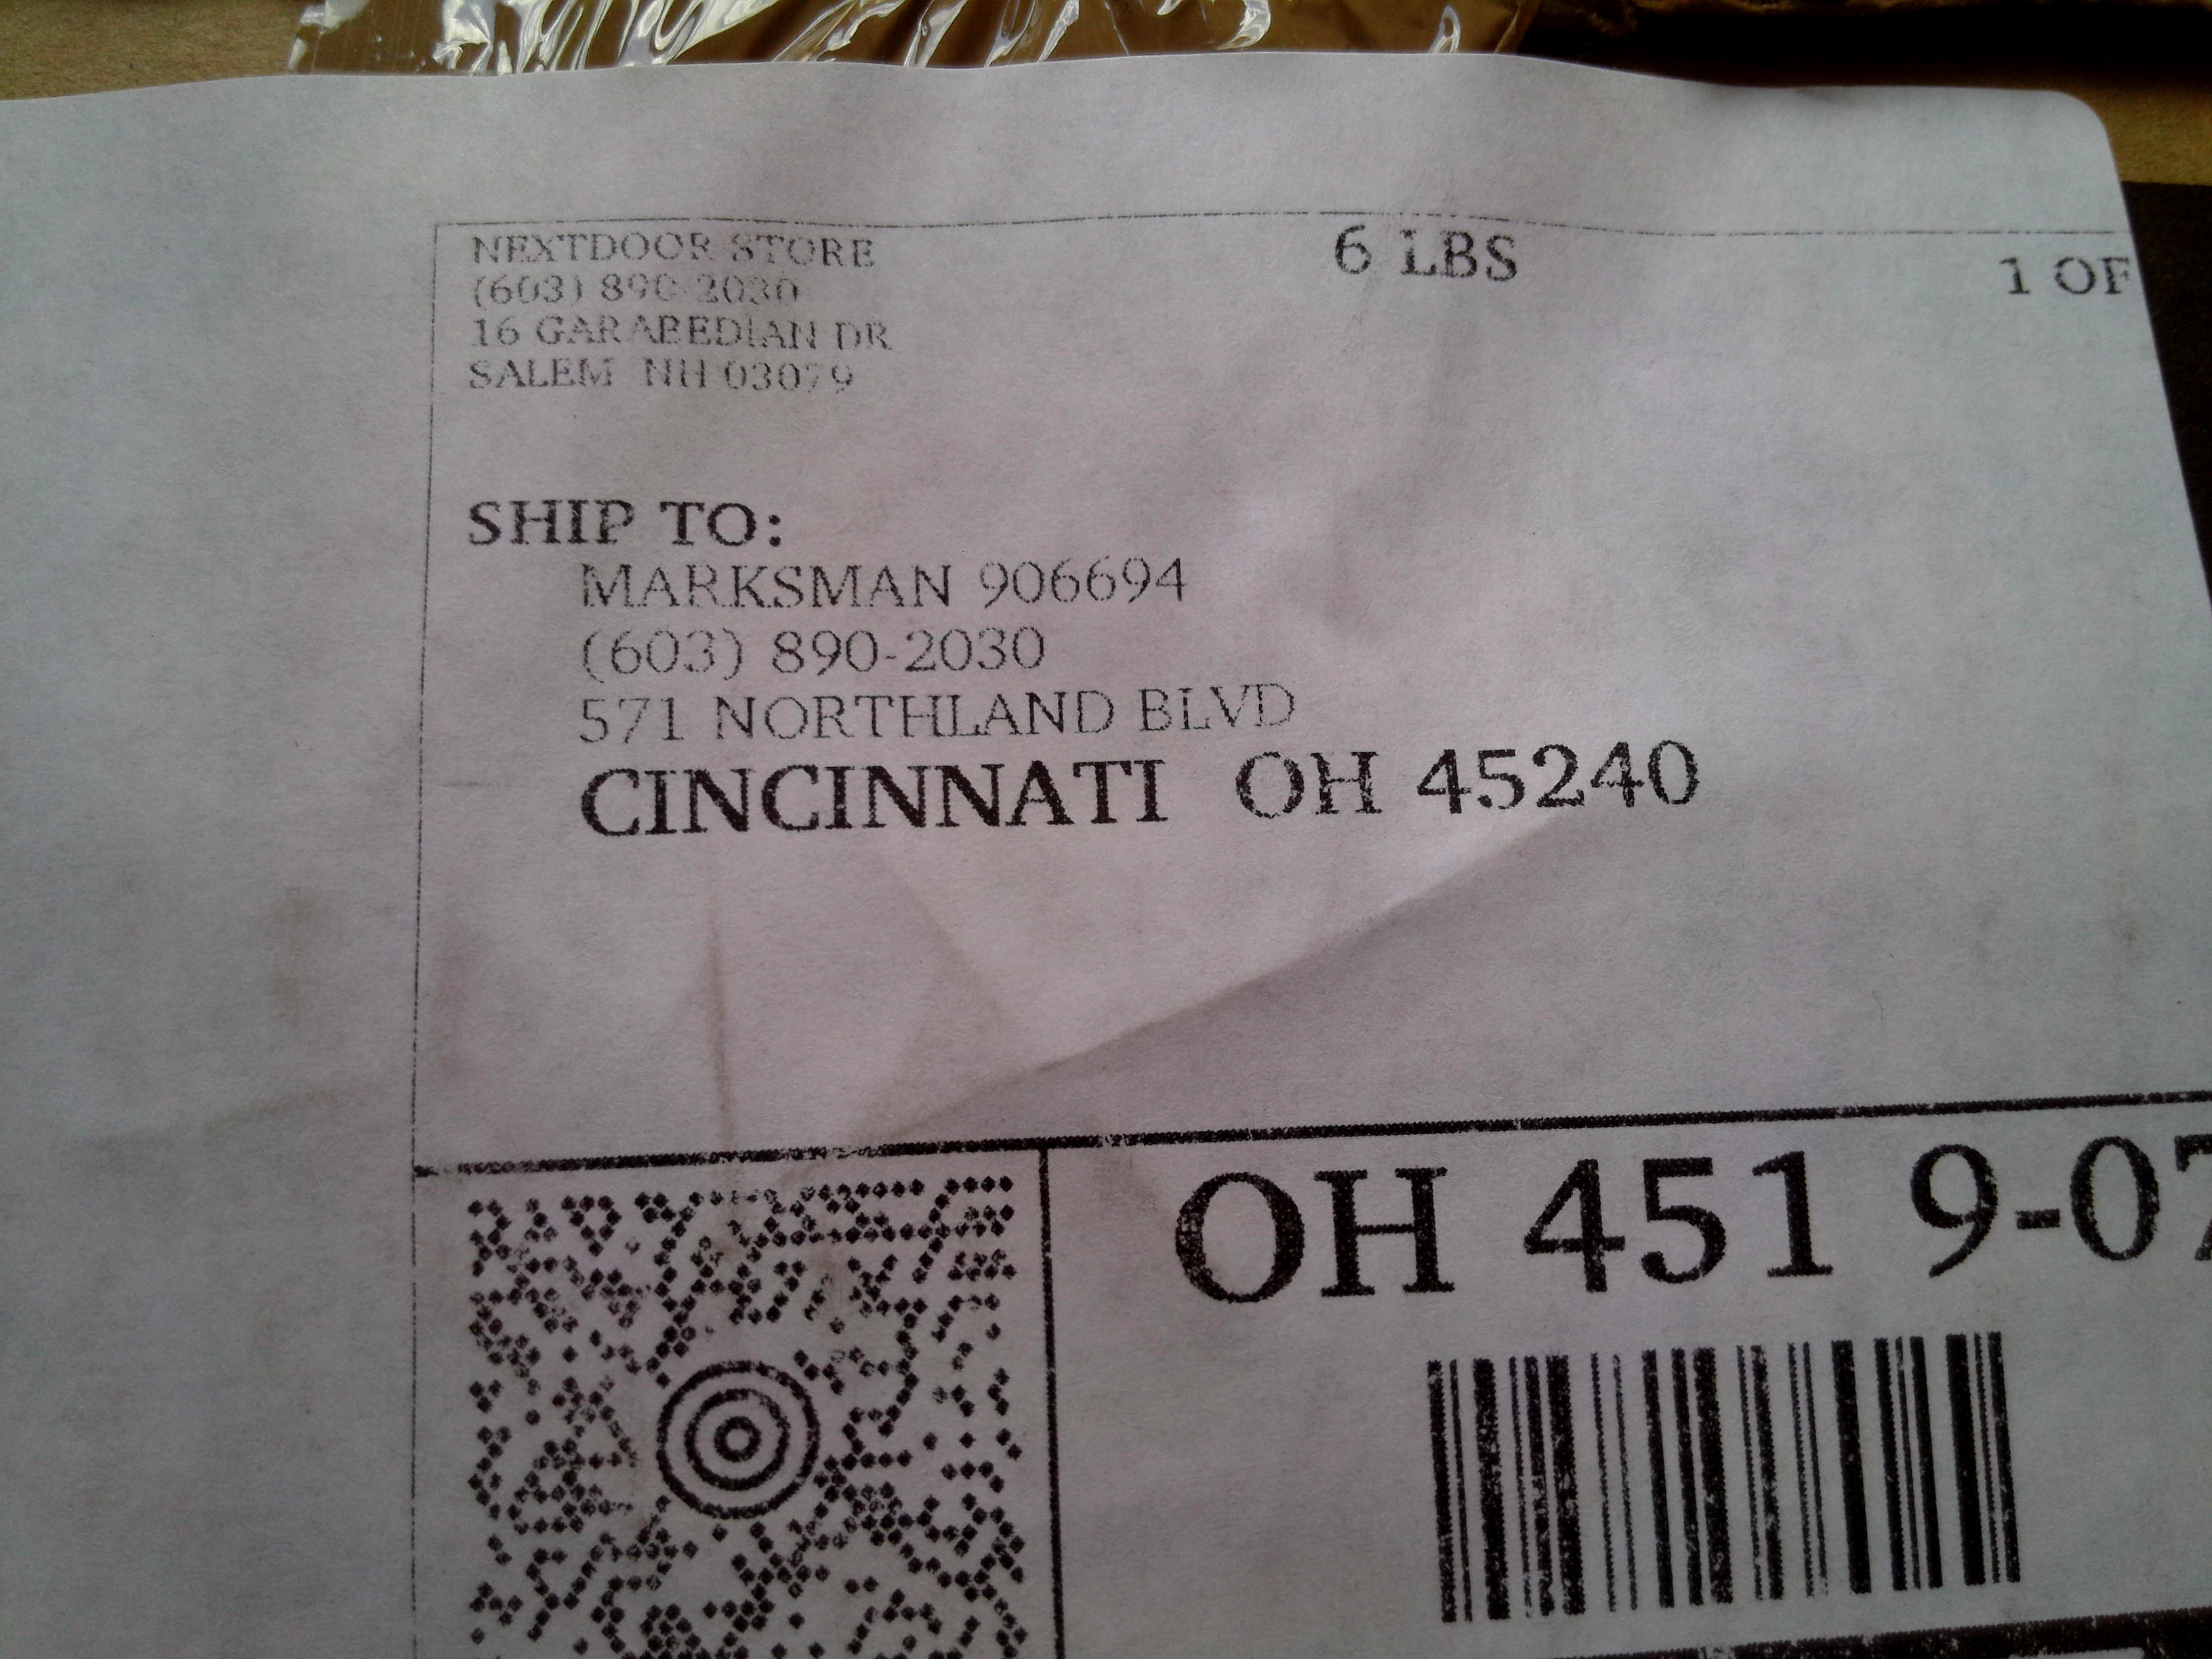 NEXTDOOR STORE
(603) 890-2030
16 GARABEDIAN DR
SALEM NH 03079
6 LBS
1 OF
SHIP TO:
MARKSMAN 906694
(603) 890-2030
571 NORTHLAND BLVD
CINCINNATI OH 45240
OH 451 9-07